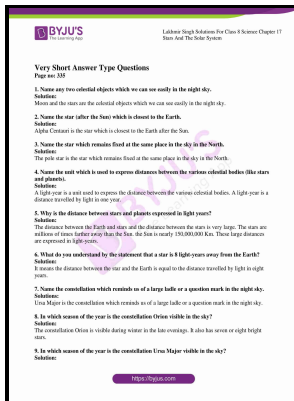 BYJU'S
The Learning App
Lakhmir Singh Solutions For Class 8 Science Chapter 17
Stars And The Solar System
Very Short Answer Type Questions
Page no: 335
1. Name any two celestial objects which we can see easily in the night sky.
Solution:
Moon and the stars are the celestial objects which we can see easily in the night sky.
2. Name the star (after the Sun) which is closest to the Earth.
Solution:
Alpha Centauri is the star which is closest to the Earth after the Sun.
3. Name the star which remains fixed at the same place in the sky in the North.
Solution:
The pole star is the star which remains fixed at the same place in the sky in the North.
4. Name the unit which is used to express distances between the various celestial bodies (like stars
and planets).
Solution:
A light-year is a unit used to express the distance between the various celestial bodies. A light-year is a
distance travelled by light in one year.
5. Why is the distance between stars and planets expressed in light years?
Solution:
The distance between the Earth and stars and the distance between the stars is very large. The stars are
millions of times farther away than the Sun. the Sun is nearly 150,000,000 Km. These large distances
are expressed in light-years.
6. What do you understand by the statement that a star is 8 light-years away from the Earth?
Solution:
It means the distance between the star and the Earth is equal to the distance travelled by light in eight
years.
7. Name the constellation which reminds us of a large ladle or a question mark in the night sky.
Solutions:
Ursa Major is the constellation which reminds us of a large ladle or a question mark in the night sky.
8. In which season of the year is the constellation Orion visible in the sky?
Solution:
The constellation Orion is visible during winter in the late evenings. It also has seven or eight bright
stars.
9. In which season of the year is the constellation Ursa Major visible in the sky?
Solution:
https://byjus.com